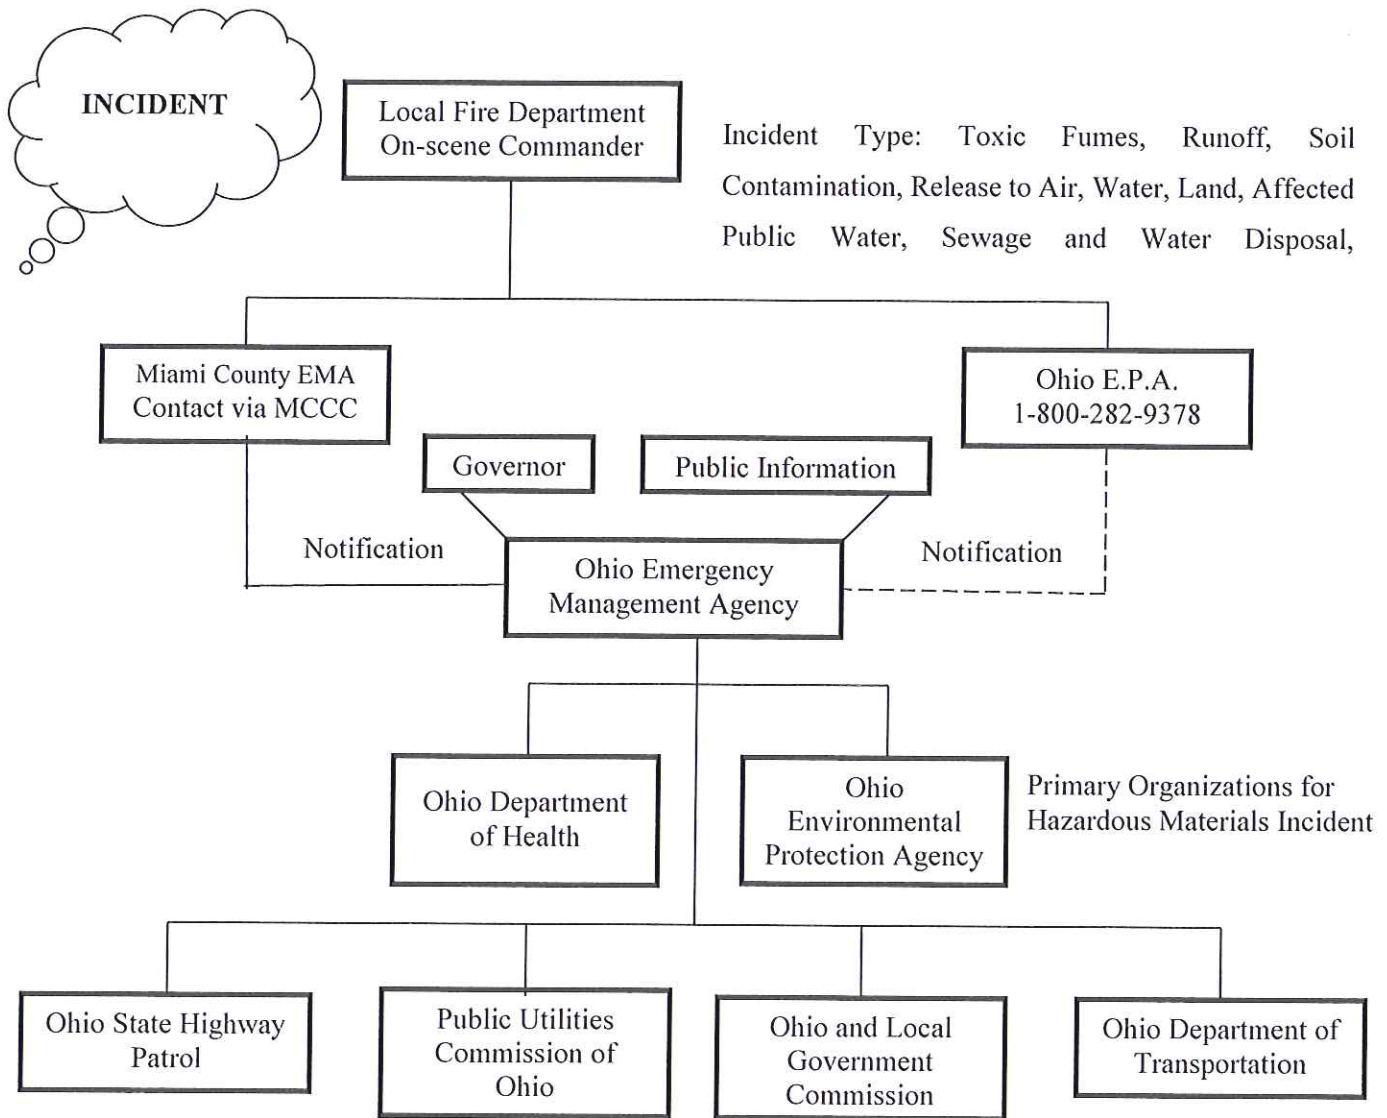 INCIDENT
Local Fire Department
On-scene Commander
Incident Type: Toxic Fumes, Runoff, Soil
Contamination, Release to Air, Water, Land, Affected
Public Water, Sewage and Water Disposal,
Miami County EMA
Contact via MCCC
Ohio E.P.A.
1-800-282-9378
Governor
Public Information
Notification
Ohio Emergency
Management Agency
Notification
Ohio Department
of Health
Ohio
Environmental
Protection Agency
Primary Organizations for
Hazardous Materials Incident
Ohio State Highway
Patrol
Public Utilities
Commission of
Ohio
Ohio and Local
Government
Commission
Ohio Department of
Transportation